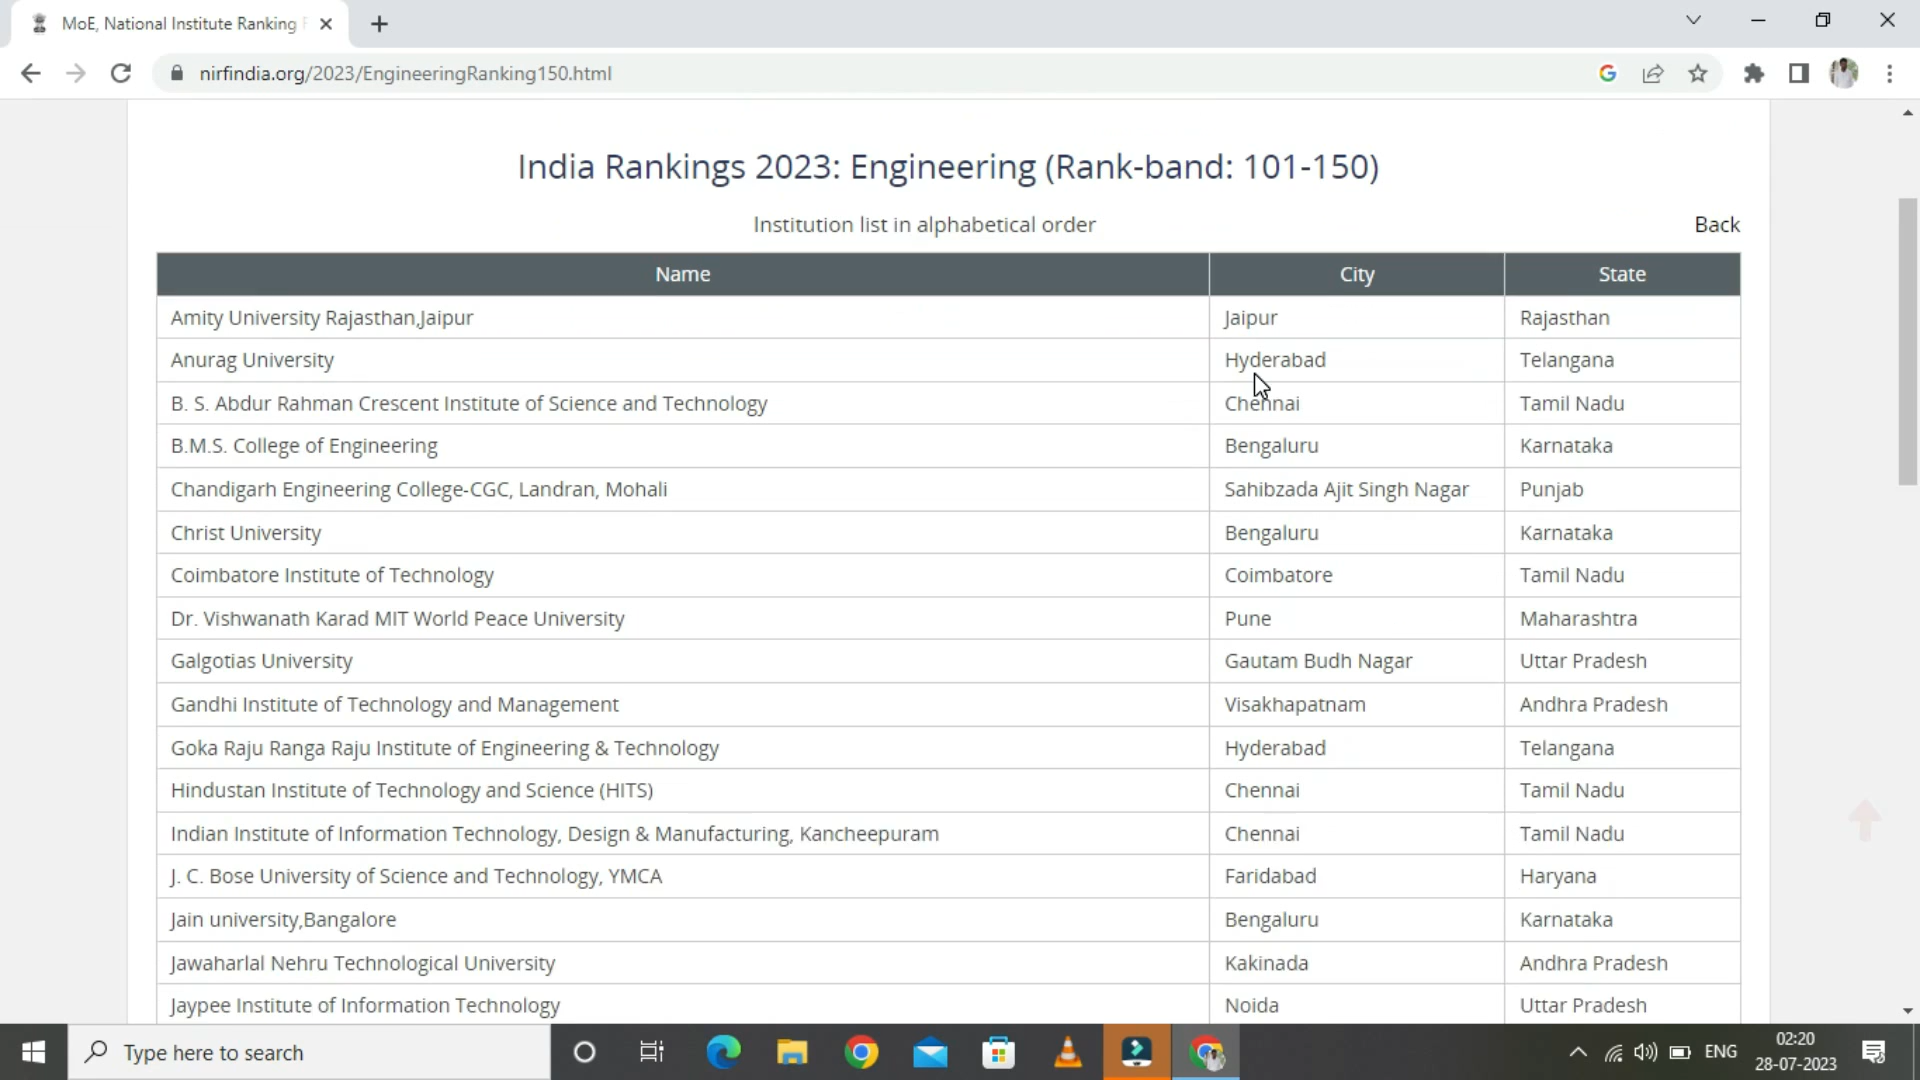 MoE, National Institute Ranking
nirfindia.org/2023/EngineeringRanking150.html
India Rankings 2023: Engineering (Rank-band: 101-150)
Institution list in alphabetical order
Back
Name City State
Amity University Rajasthan,Jaipur Jaipur Rajasthan
Anurag University Hyderabad Telangana
B. S. Abdur Rahman Crescent Institute of Science and Technology Chennai Tamil Nadu
B.M.S. College of Engineering Bengaluru Karnataka
Chandigarh Engineering College-CGC, Landran, Mohali Sahibzada Ajit Singh Nagar Punjab
Christ University Bengaluru Karnataka
Coimbatore Institute of Technology Coimbatore Tamil Nadu
Dr. Vishwanath Karad MIT World Peace University Pune Maharashtra
Galgotias University Gautam Budh Nagar Uttar Pradesh
Gandhi Institute of Technology and Management Visakhapatnam Andhra Pradesh
Goka Raju Ranga Raju Institute of Engineering & Technology Hyderabad Telangana
Hindustan Institute of Technology and Science (HITS) Chennai Tamil Nadu
Indian Institute of Information Technology, Design & Manufacturing, Kancheepuram Chennai Tamil Nadu
J. C. Bose University of Science and Technology, YMCA Faridabad Haryana
Jain university,Bangalore Bengaluru Karnataka
Jawaharlal Nehru Technological University Kakinada Andhra Pradesh
Jaypee Institute of Information Technology Noida Uttar Pradesh
Type here to search
ENG
02:20
28-07-2023